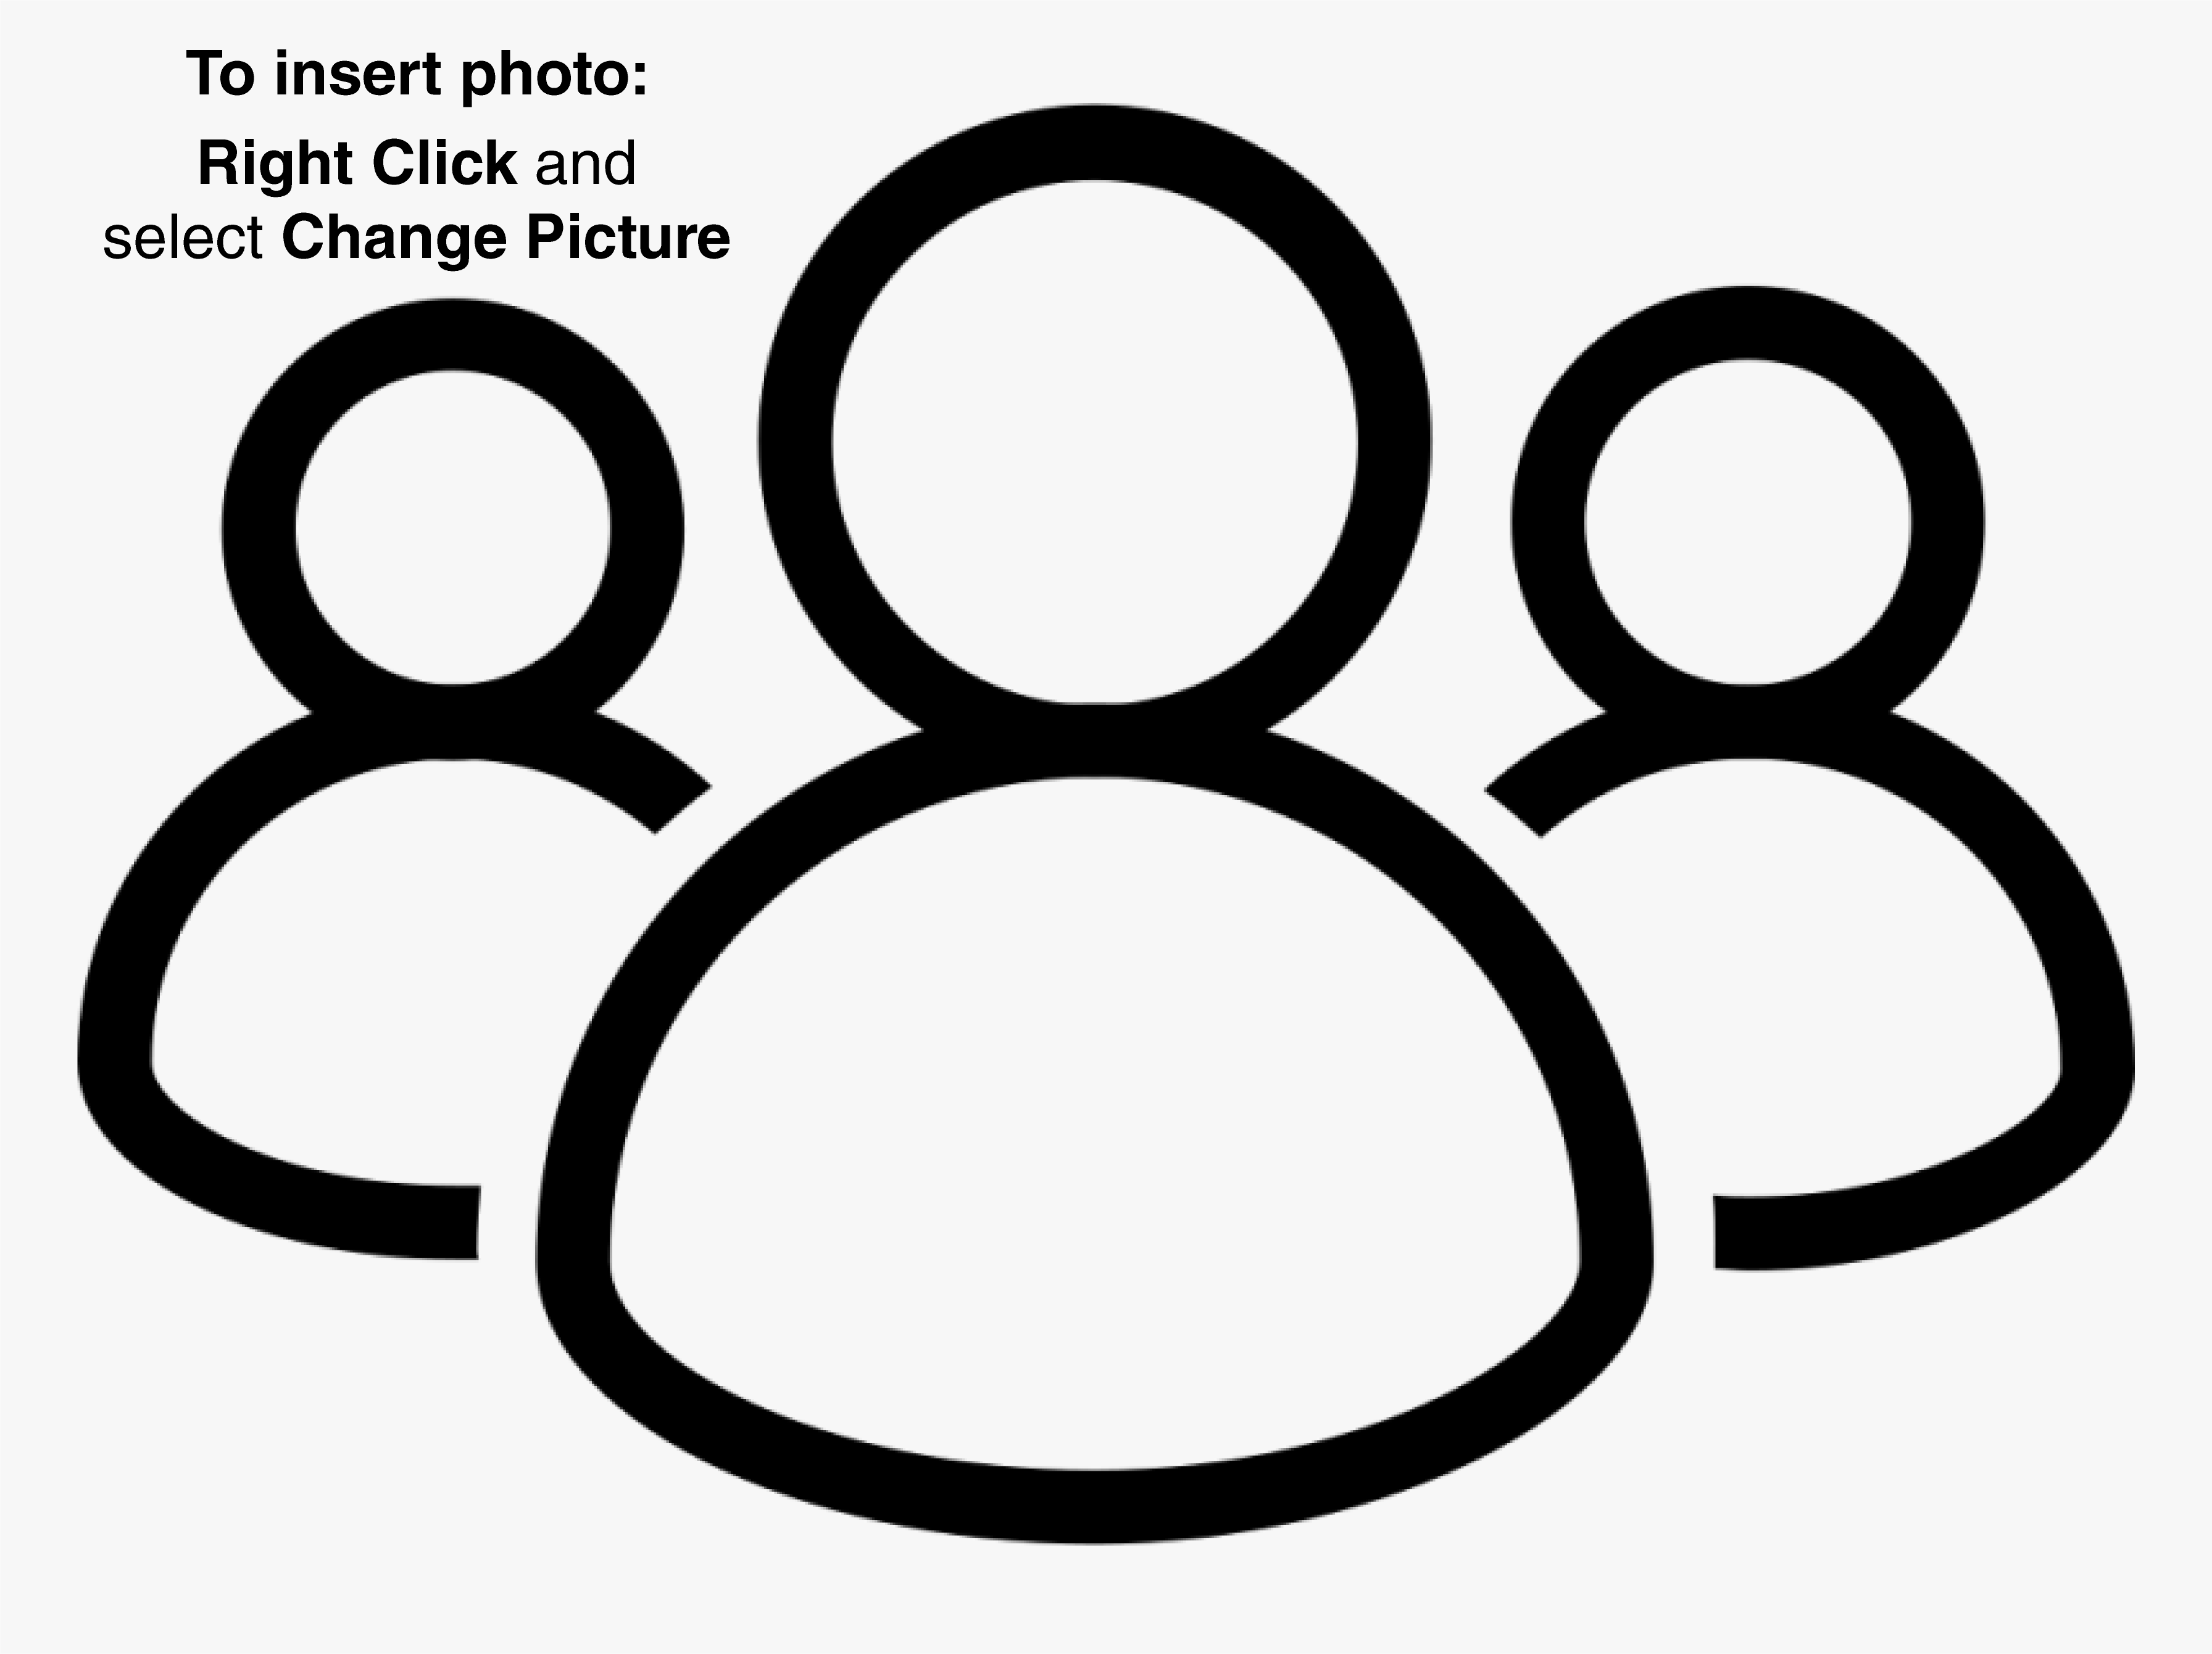 To insert photo:
Right Click and
select Change Picture